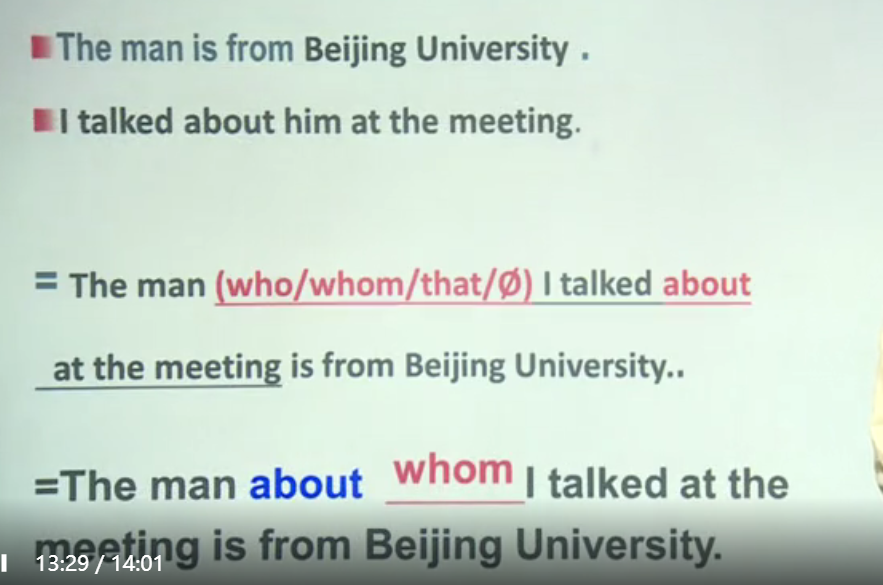 The man is from Beijing University .
I talked about him at the meeting.
= The man (who/whom/that/Ø) I talked about
at the meeting is from Beijing University..
=The man about whom I talked at the
meeting is from Beijing University.
13:29 / 14:01